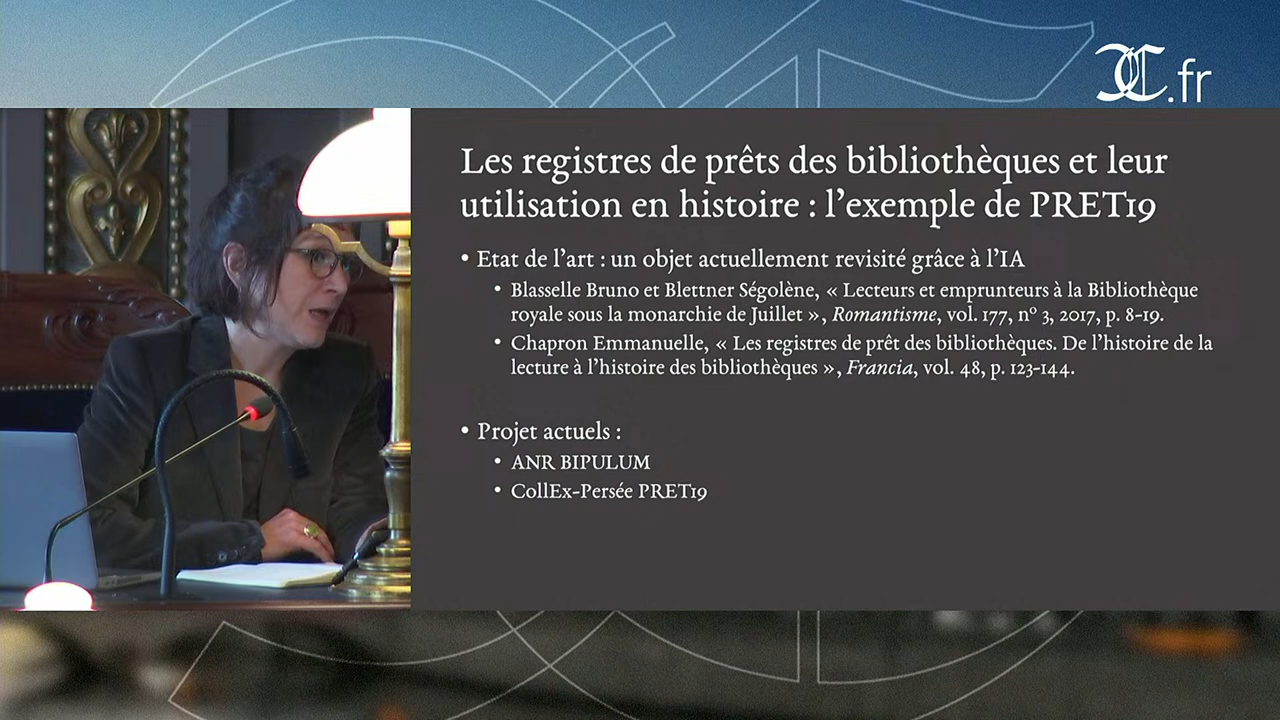 .fr
Les registres de prêts des bibliothèques et leur
utilisation en histoire : l’exemple de PRET19
• Etat de l’art : un objet actuellement revisité grâce à l’IA
• Blasselle Bruno et Blettner Ségolène, « Lecteurs et emprunteurs à la Bibliothèque
royale sous la monarchie de Juillet », Romantisme, vol. 177, nº 3, 2017, p. 8-19.
• Chapron Emmanuelle, « Les registres de prêt des bibliothèques. De l’histoire de la
lecture à l’histoire des bibliothèques », Francia, vol. 48, p. 123-144.
• Projet actuels :
• ANR BIPULUM
• CollEx-Persée PRET19